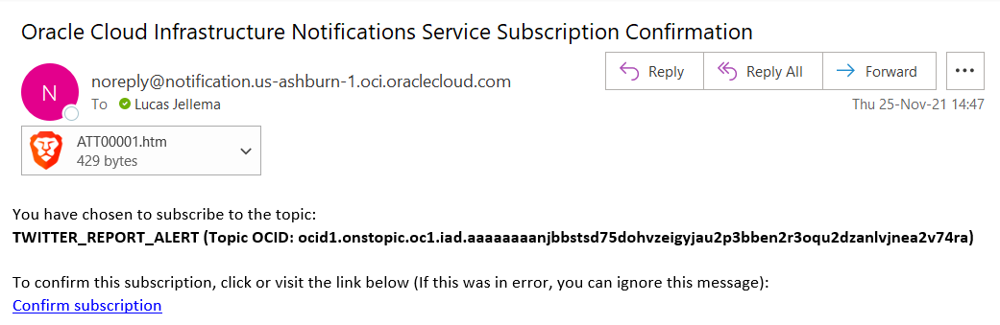 Oracle Cloud Infrastructure Notifications Service Subscription Confirmation
N
noreply@notification.us-ashburn-1.oci.oraclecloud.com
To Lucas Jellema
Reply
Reply All
Forward
Thu 25-Nov-21 14:47
ATT00001.htm
429 bytes
You have chosen to subscribe to the topic:
TWITTER_REPORT_ALERT (Topic OCID: ocid1.onstopic.oc1.iad.aaaaaaaanjbbstsd75dohvzeigyjau2p3bben2r3oqu2dzanlvjnea2v74ra)
To confirm this subscription, click or visit the link below (If this was in error, you can ignore this message):
Confirm subscription